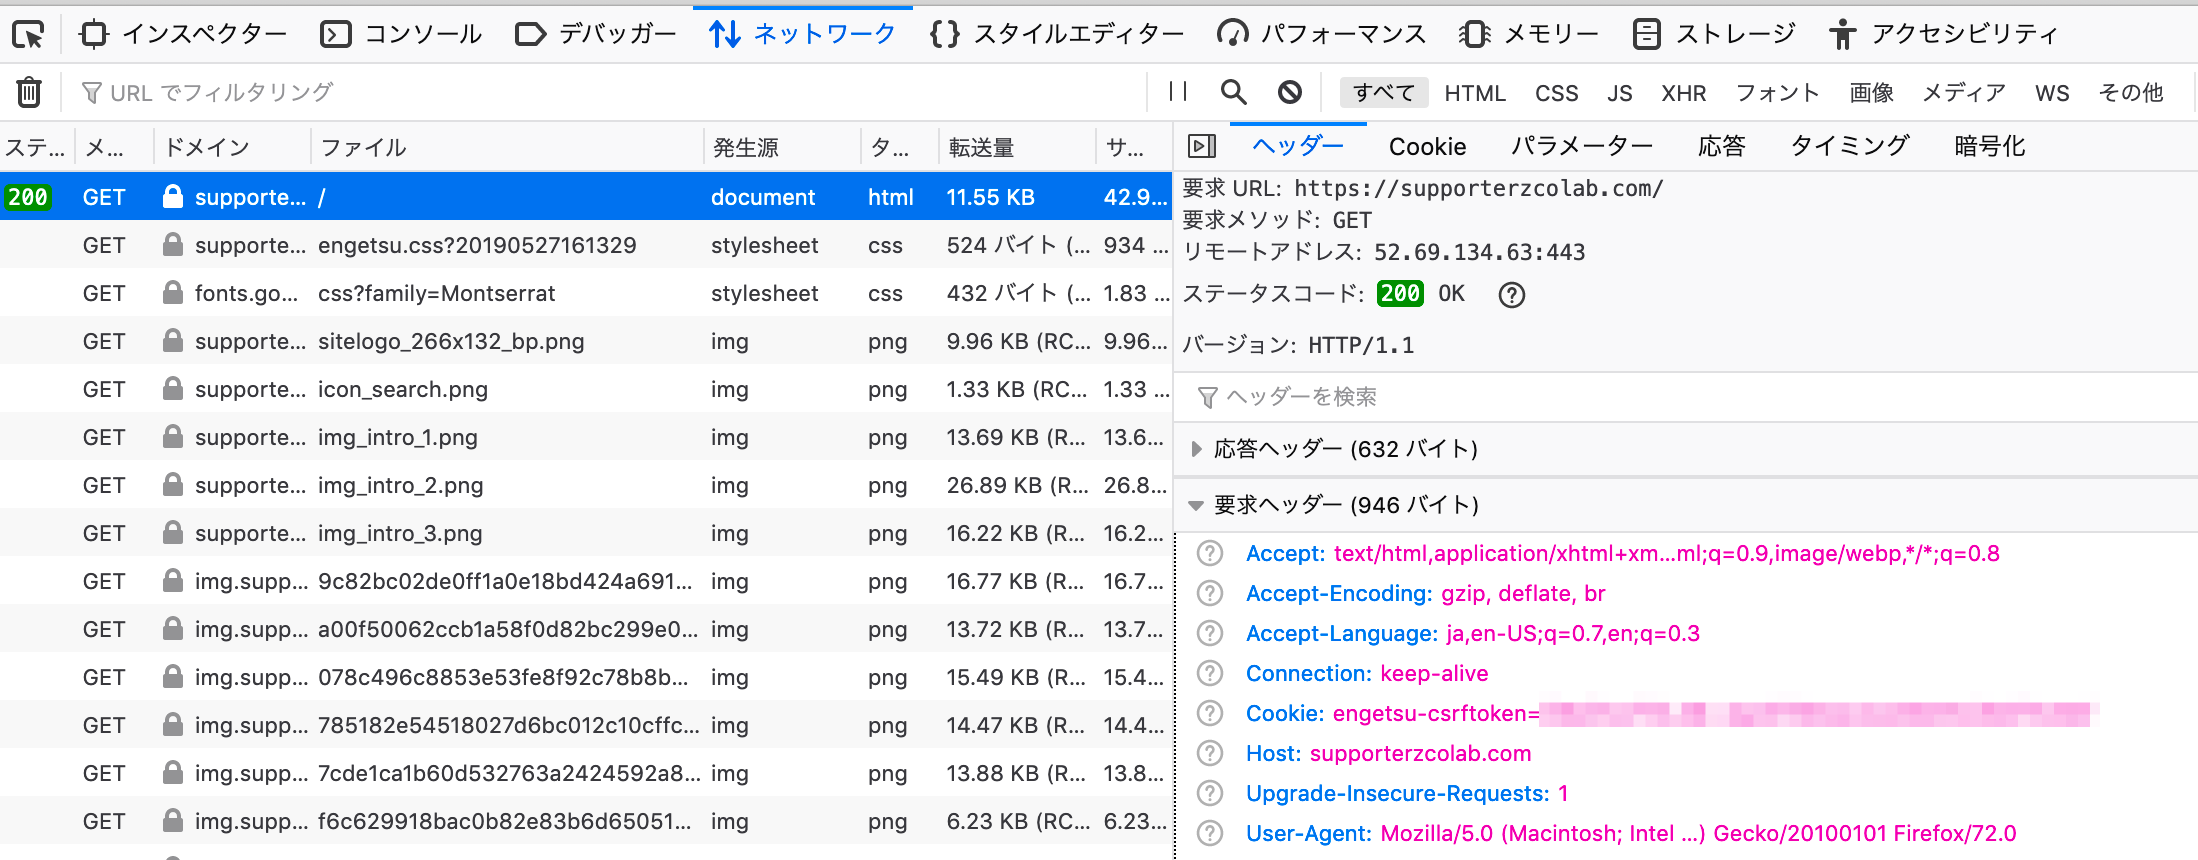 インスペクター コンソール デバッガー ネットワーク スタイルエディター パフォーマンス メモリー ストレージ アクセシビリティ
URL でフィルタリング すべて HTML CSS JS XHR フォント 画像 メディア WS その他
ステ... メ... ドメイン ファイル 発生源 タ... 転送量 サ...
200 GET supporte... / document html 11.55 KB 42.9...
GET supporte... engetsu.css?20190527161329 stylesheet css 524 バイト (... 934 ...
GET fonts.go... css?family=Montserrat stylesheet css 432 バイト (... 1.83 ...
GET supporte... sitelogo_266x132_bp.png img png 9.96 KB (RC... 9.96...
GET supporte... icon_search.png img png 1.33 KB (RC... 1.33 ...
GET supporte... img_intro_1.png img png 13.69 KB (R... 13.6...
GET supporte... img_intro_2.png img png 26.89 KB (R... 26.8...
GET supporte... img_intro_3.png img png 16.22 KB (R... 16.2...
GET img.supp... 9c82bc02de0ff1a0e18bd424a691... img png 16.77 KB (R... 16.7...
GET img.supp... a00f50062ccb1a58f0d82bc299e0... img png 13.72 KB (R... 13.7...
GET img.supp... 078c496c8853e53fe8f92c78b8b... img png 15.49 KB (R... 15.4...
GET img.supp... 785182e54518027d6bc012c10cffc... img png 14.47 KB (R... 14.4...
GET img.supp... 7cde1ca1b60d532763a2424592a8... img png 13.88 KB (R... 13.8...
GET img.supp... f6c629918bac0b82e83b6d65051... img png 6.23 KB (RC... 6.23...
ヘッダー Cookie パラメーター 応答 タイミング 暗号化
要求 URL: https://supporterzcolab.com/
要求メソッド: GET
リモートアドレス: 52.69.134.63:443
ステータスコード: 200 OK
バージョン: HTTP/1.1
ヘッダーを検索
応答ヘッダー (632 バイト)
要求ヘッダー (946 バイト)
Accept: text/html,application/xhtml+xm...ml;q=0.9,image/webp,*/*;q=0.8
Accept-Encoding: gzip, deflate, br
Accept-Language: ja,en-US;q=0.7,en;q=0.3
Connection: keep-alive
Cookie: engetsu-csrftoken=
Host: supporterzcolab.com
Upgrade-Insecure-Requests: 1
User-Agent: Mozilla/5.0 (Macintosh; Intel ...) Gecko/20100101 Firefox/72.0